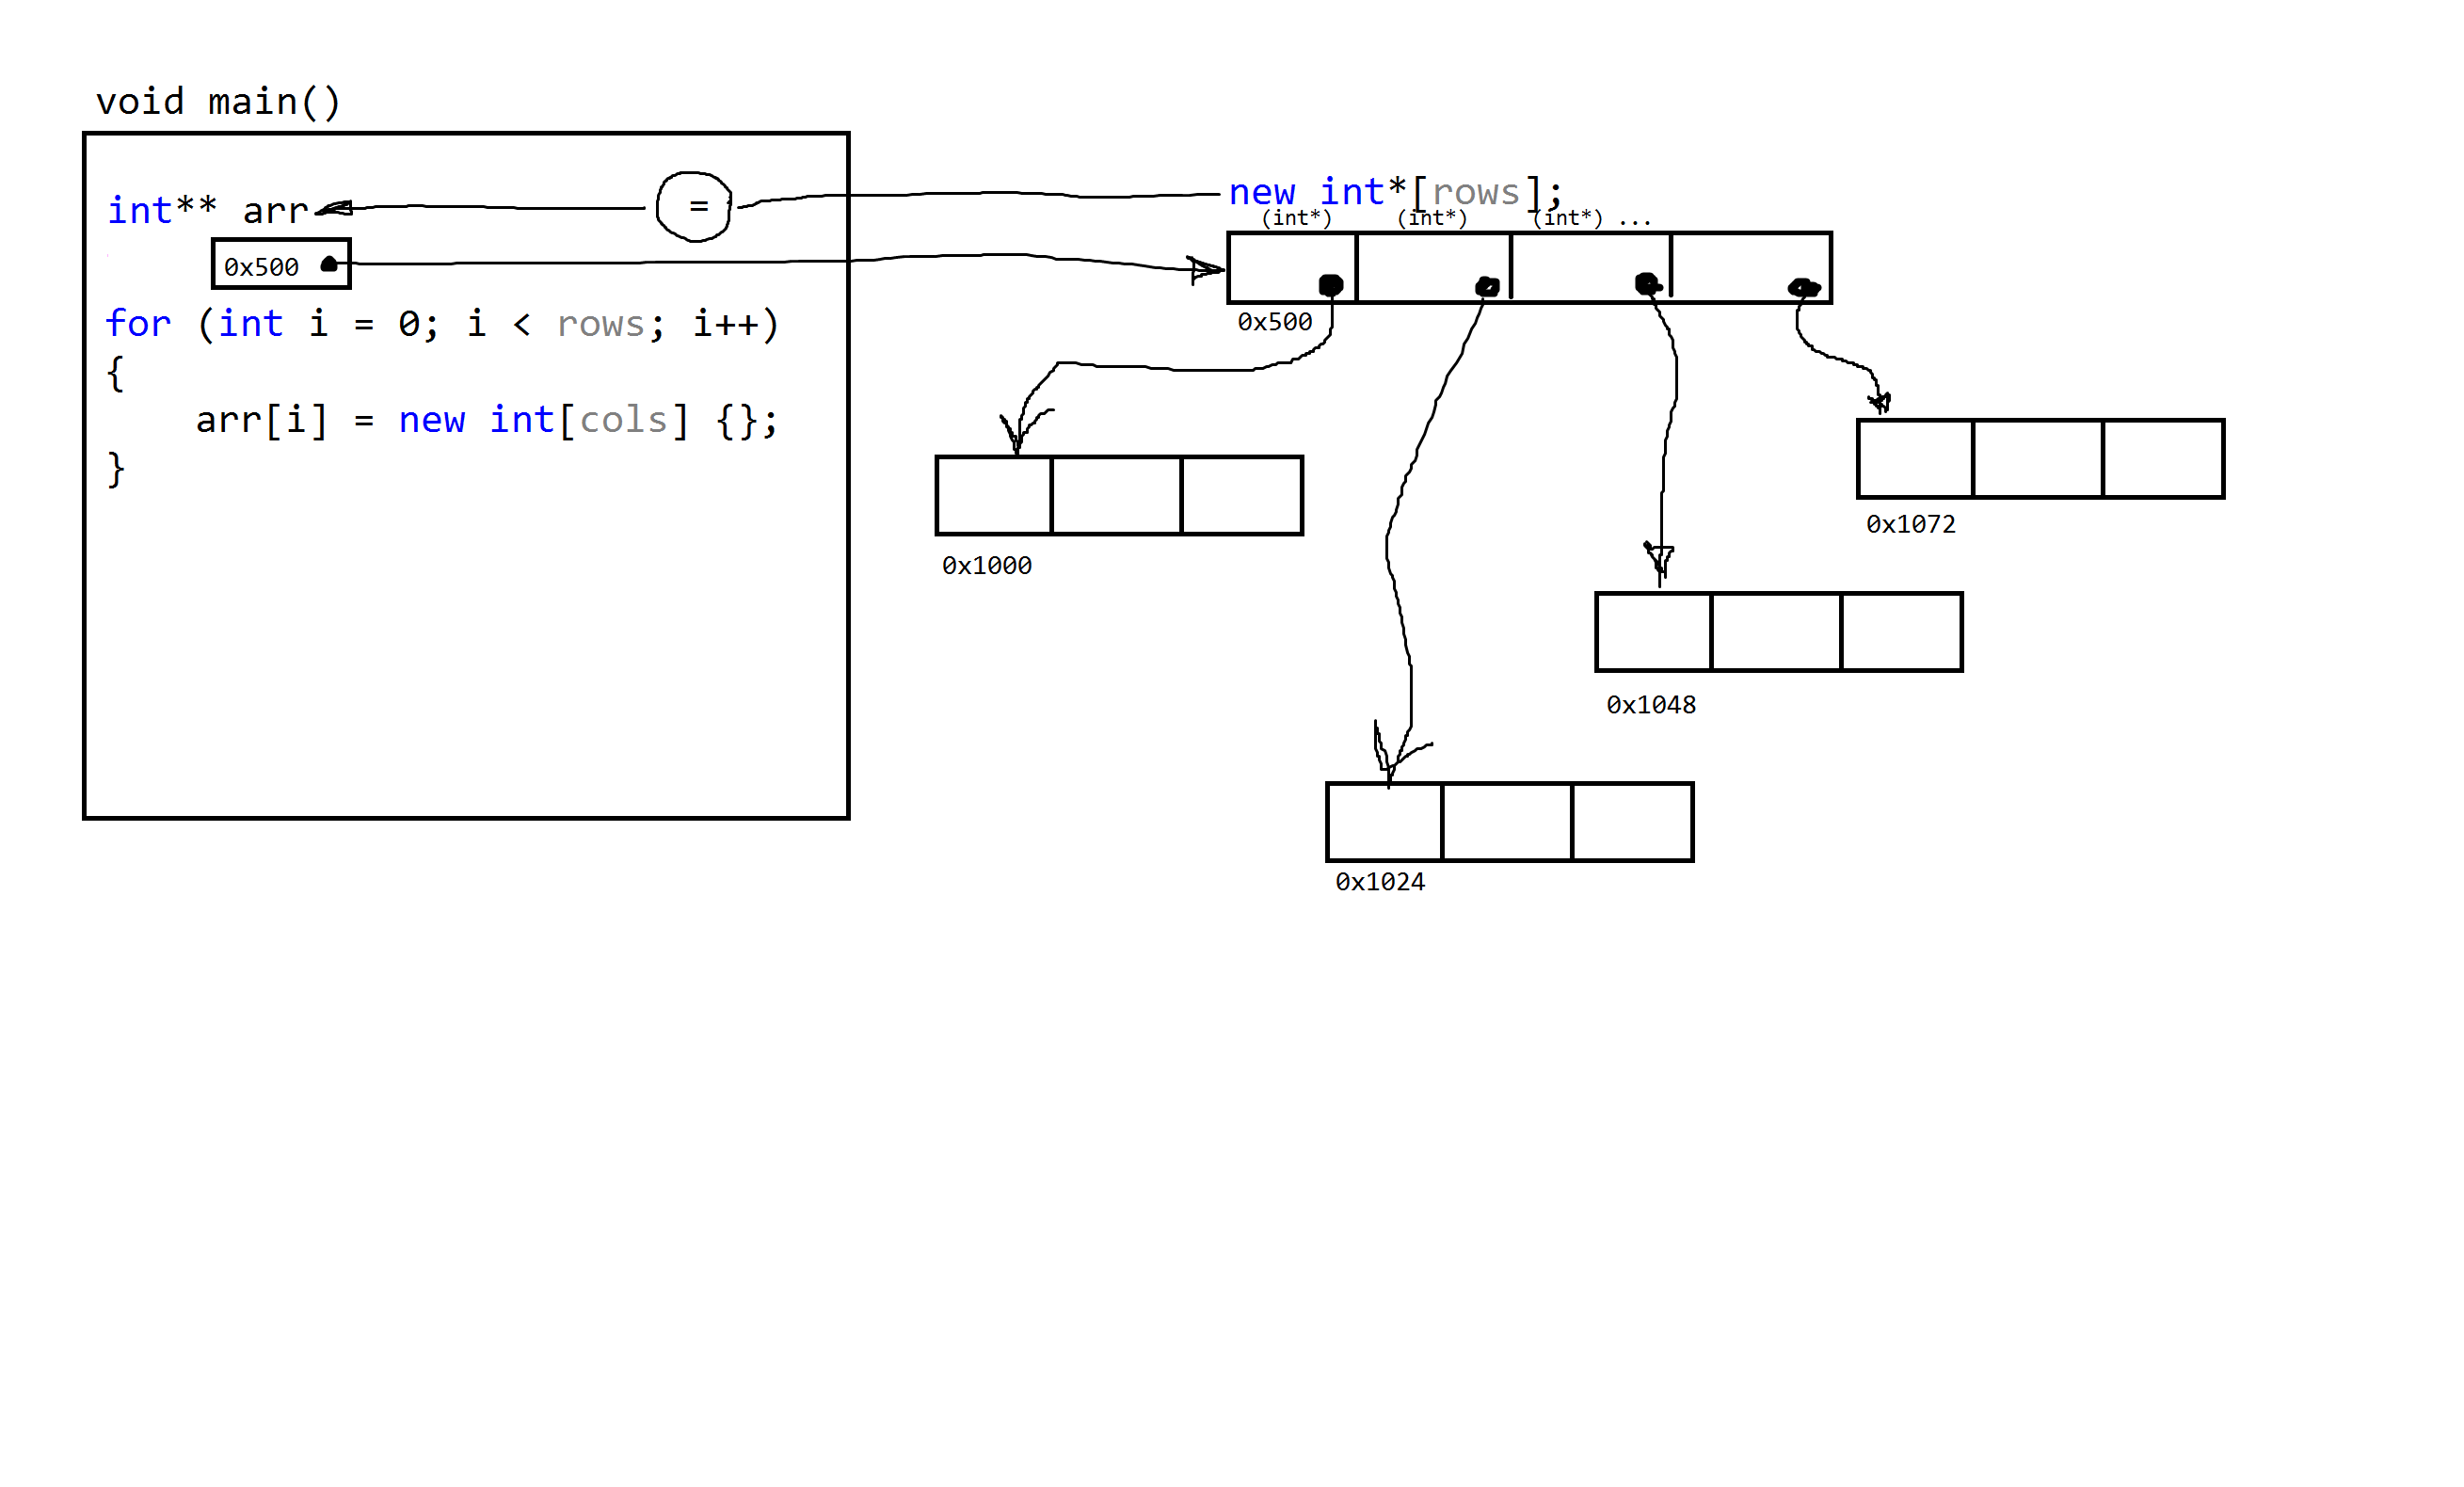 void main()
int** arr = new int*[rows];
(int*) (int*) (int*) ...
0x500
0x500
for (int i = 0; i < rows; i++)
{
arr[i] = new int[cols] {};
}
0x1000
0x1072
0x1048
0x1024